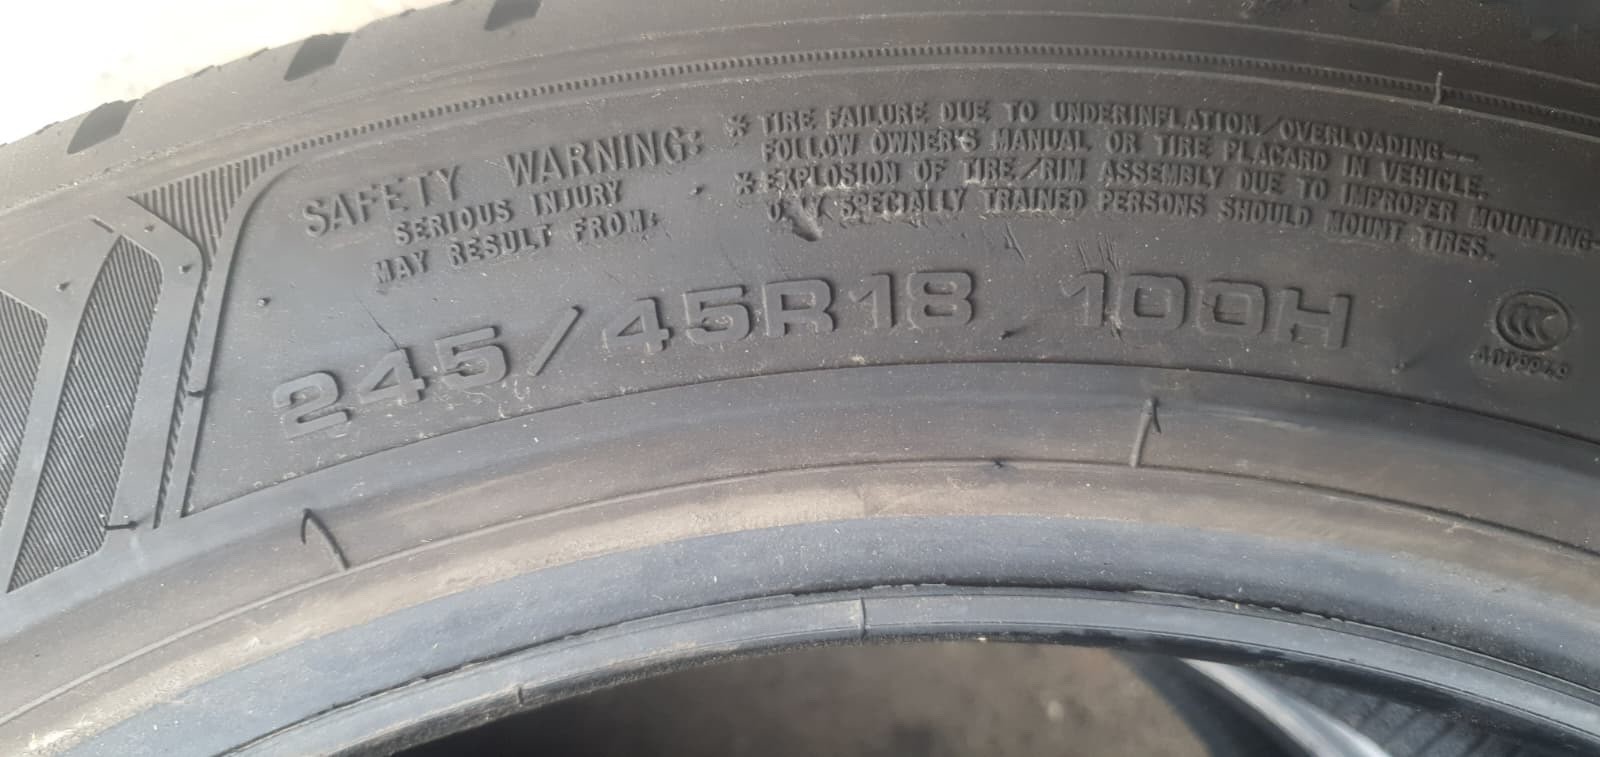 SAFETY WARNING:
SERIOUS INJURY
MAY RESULT FROM:
* TIRE FAILURE DUE TO UNDERINFLATION/OVERLOADING--
FOLLOW OWNER'S MANUAL OR TIRE PLACARD IN VEHICLE.
* EXPLOSION OF TIRE/RIM ASSEMBLY DUE TO IMPROPER MOUNTING-
ONLY SPECIALLY TRAINED PERSONS SHOULD MOUNT TIRES.
245/45R18 100H
CCC